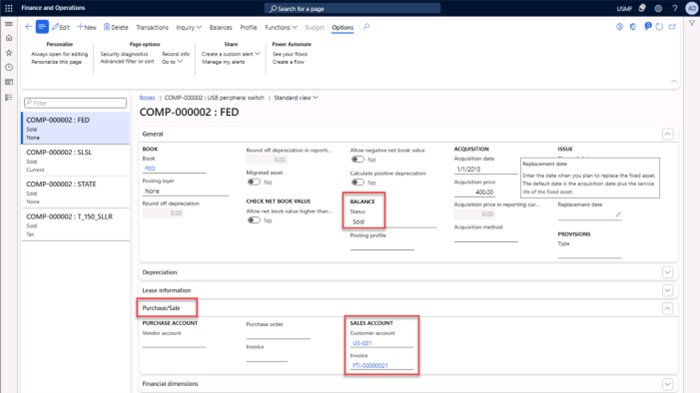 Finance and Operations
Search for a page
USMF
AD
Edit
New
Delete
Transactions
Inquiry
Balances
Profile
Functions
Budget
Options
Personalize
Always open for editing
Personalize this page
Page options
Security diagnostics
Advanced filter or sort
Record info
Go to
Share
Create a custom alert
Manage my alerts
Power Automate
See your flows
Create a flow
Filter
COMP-000002 : FED
Sold
None
COMP-000002 : SLSL
Sold
Current
COMP-000002 : STATE
Sold
None
COMP-000002 : T_150_SLLR
Sold
Tax
Books | COMP-000002 : USB peripheral switch | Standard view
COMP-000002 : FED
General
BOOK
Book
FED
Posting layer
None
Round off depreciation
0.00
Round off depreciation in reporti...
0.00
Migrated asset
No
CHECK NET BOOK VALUE
Allow net book value higher than...
No
Allow negative net book value
No
Calculate positive depreciation
No
BALANCE
Status
Sold
Posting profile
ACQUISITION
Acquisition date
1/1/2015
Acquisition price
400.00
Acquisition price in reporting cur...
0.00
Acquisition method
ISSUE
Replacement date
Enter the date when you plan to replace the fixed asset.
The default date is the acquisition date plus the service
life of the fixed asset.
Replacement date
PROVISIONS
Type
Depreciation
Lease information
Purchase/Sale
PURCHASE ACCOUNT
Vendor account
Purchase order
Invoice
SALES ACCOUNT
Customer account
US-021
Invoice
FTI-00000021
Financial dimensions